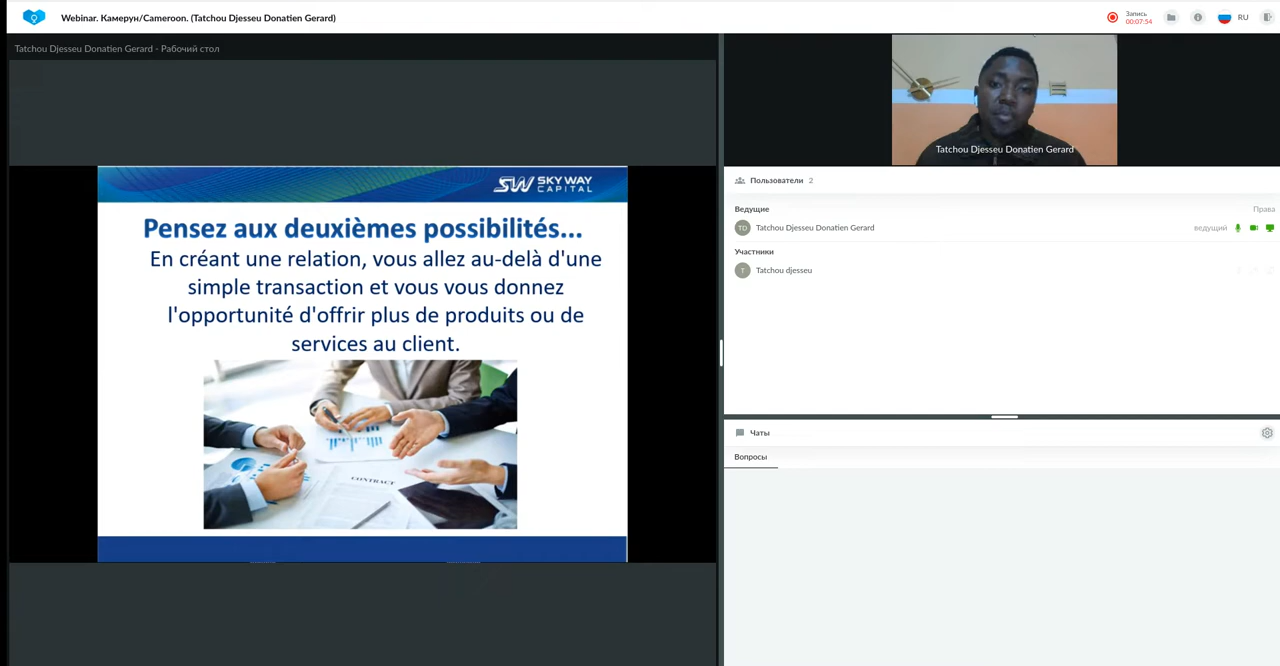 Webinar. Камерун/Cameroon. (Tatchou Djesseu Donatien Gerard)
Запись
00:07:54
RU
Tatchou Djesseu Donatien Gerard - Рабочий стол
SW SKY WAY
CAPITAL
Pensez aux deuxièmes possibilités...
En créant une relation, vous allez au-delà d'une
simple transaction et vous vous donnez
l'opportunité d'offrir plus de produits ou de
services au client.
CONTRACT
Tatchou Djesseu Donatien Gerard
Пользователи 2
Ведущие Права
TD Tatchou Djesseu Donatien Gerard ведущий
Участники
T Tatchou djesseu
Чаты
Вопросы